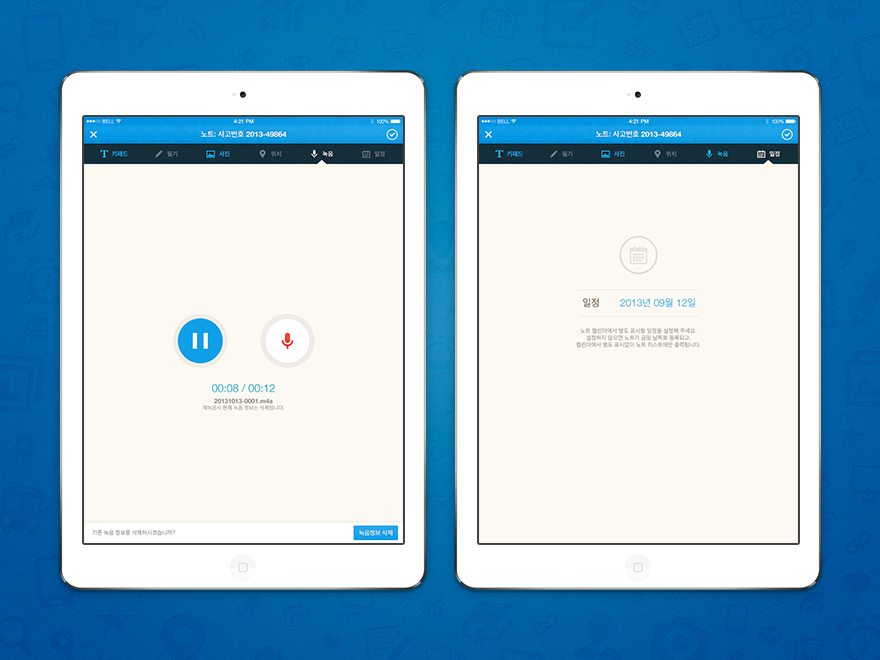 BELL 4:21 PM 100%
노트: 사고번호 2013-49864
키패드 필기 사진 위치 녹음 일정
00:08 / 00:12
20131013-0001.m4a
재녹음시 현재 녹음 정보는 삭제됩니다.
기존 녹음 정보를 삭제하시겠습니까?
녹음정보 삭제
BELL 4:21 PM 100%
노트: 사고번호 2013-49864
키패드 필기 사진 위치 녹음 일정
일정 2013년 09월 12일
노트 캘린더에서 별도 표시할 일정을 설정해 주세요.
설정하지 않으면 노트가 금일 날짜로 등록되고,
캘린더에서 별도 표시없이 노트 리스트에만 출력됩니다.